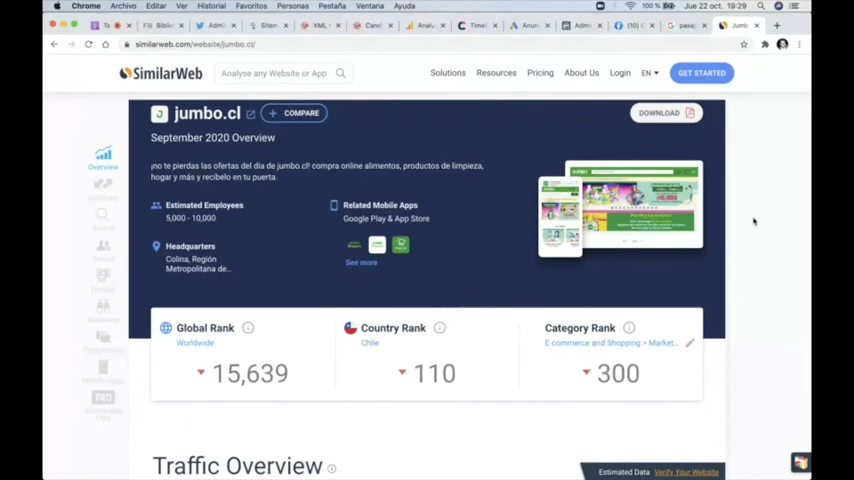 Chrome Archivo Editar Ver Historial Favoritos Personas Pestaña Ventana Ayuda 100 % Jue 22 oct. 19:29
similarweb.com/website/jumbo.cl/
SimilarWeb Analyse any Website or App Solutions Resources Pricing About Us Login EN GET STARTED
J jumbo.cl COMPARE DOWNLOAD
September 2020 Overview
¡no te pierdas las ofertas del día de jumbo.cl! compra online alimentos, productos de limpieza,
hogar y más y recíbelo en tu puerta.
Overview
Estimated Employees
5,000 - 10,000
Related Mobile Apps
Google Play & App Store
Headquarters
Colina, Región
Metropolitana de...
See more
Global Rank
Worldwide
15,639
Country Rank
Chile
110
Category Rank
E commerce and Shopping > Market...
300
PRO
Traffic Overview
Estimated Data Verify Your Website